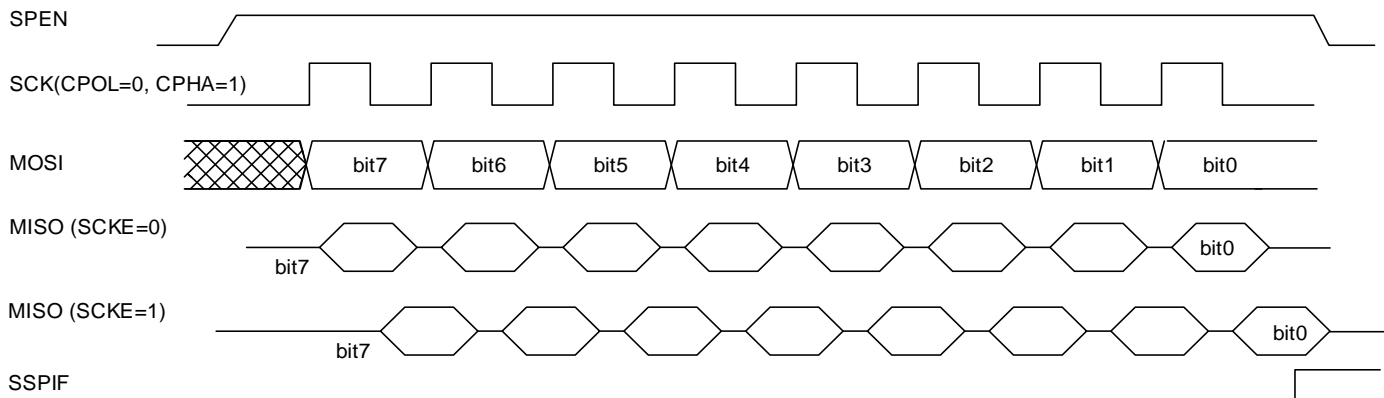 SPEN
SCK(CPOL=0, CPHA=1)
MOSI bit7 bit6 bit5 bit4 bit3 bit2 bit1 bit0
MISO (SCKE=0)
bit7 bit0
MISO (SCKE=1)
bit7 bit0
SSPIF